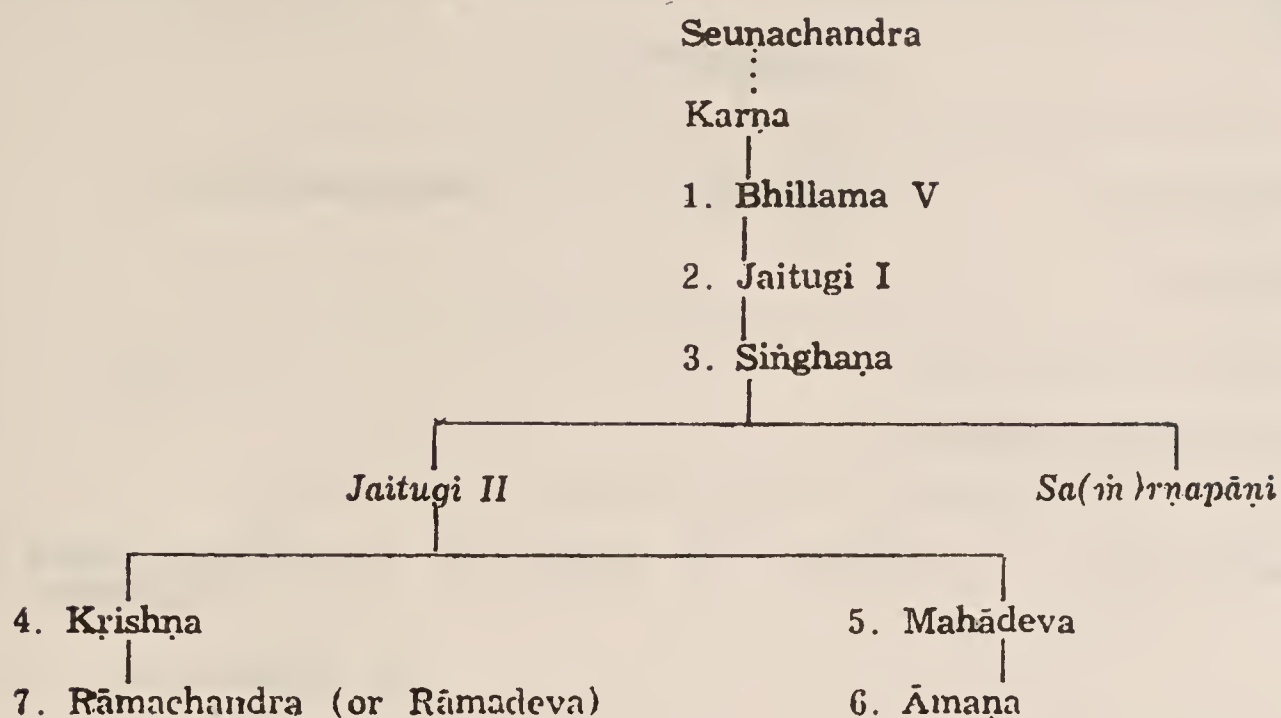 Seuṇachandra
Karṇa
1. Bhillama V
2. Jaitugi I
3. Siṅghaṇa
Jaitugi II Sa(ṁ)rṇapāṇi
4. Kṛishṇa 5. Mahādeva
7. Rāmachandra (or Rāmadeva) 6. Āmaṇa